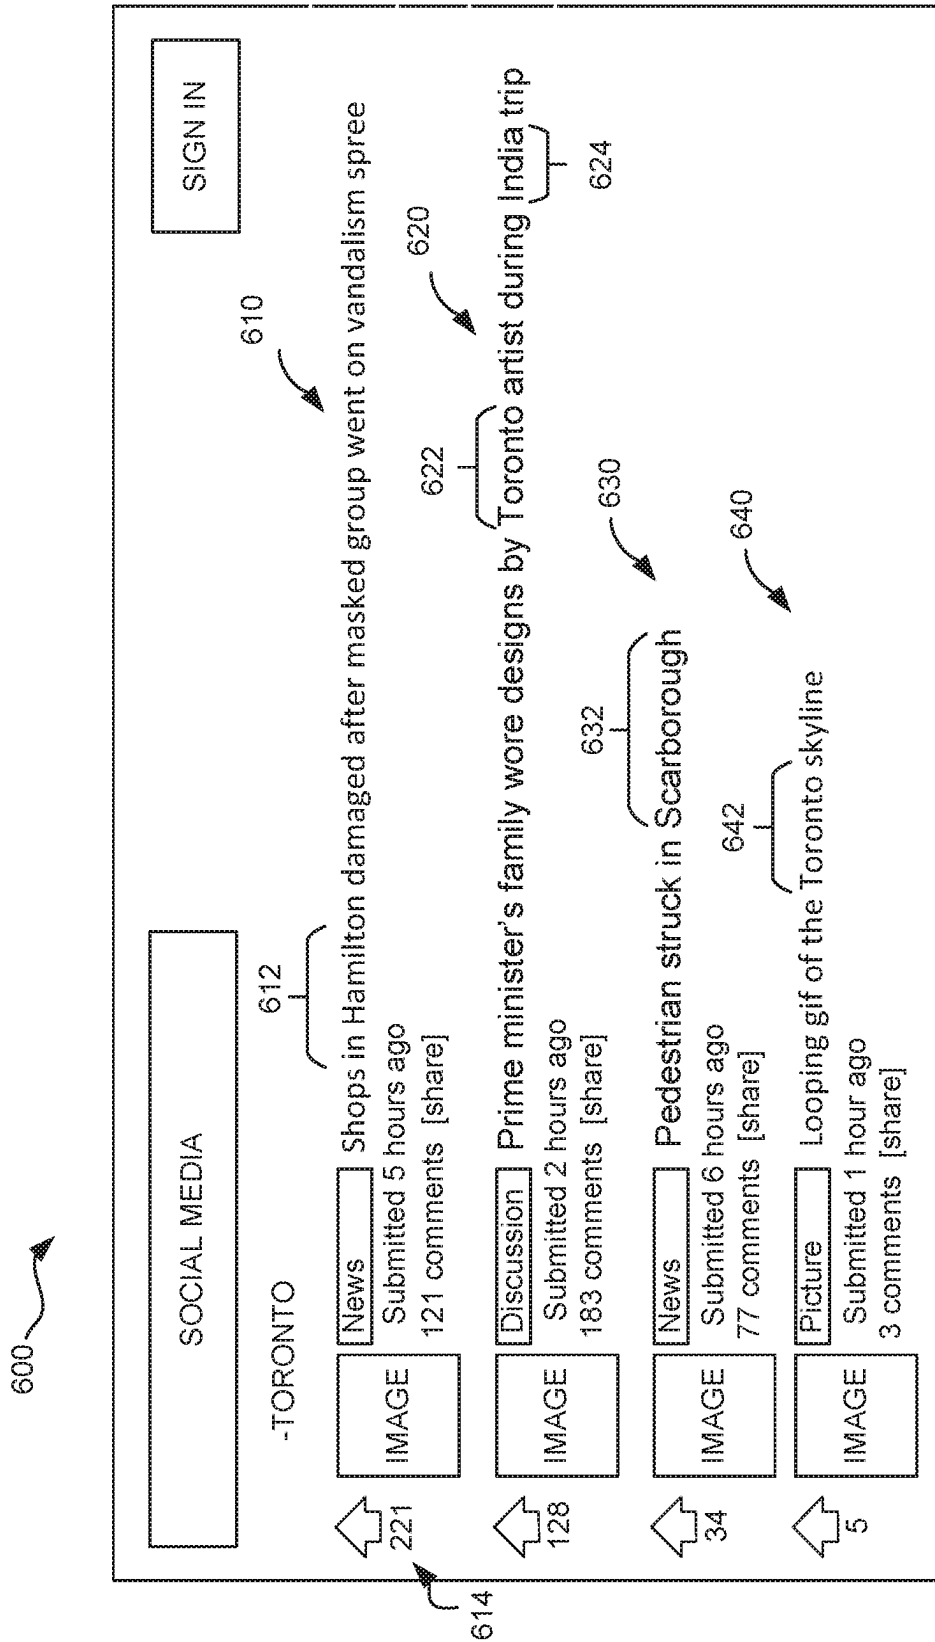 600
SOCIAL MEDIA
SIGN IN
-TORONTO
612
610
News Shops in Hamilton damaged after masked group went on vandalism spree
IMAGE
Submitted 5 hours ago
221
121 comments [share]
614
622
620
Discussion Prime minister's family wore designs by Toronto artist during India trip
IMAGE
Submitted 2 hours ago
128
183 comments [share]
624
632
630
News Pedestrian struck in Scarborough
IMAGE
Submitted 6 hours ago
34
77 comments [share]
642
640
Picture Looping gif of the Toronto skyline
IMAGE
Submitted 1 hour ago
5
3 comments [share]